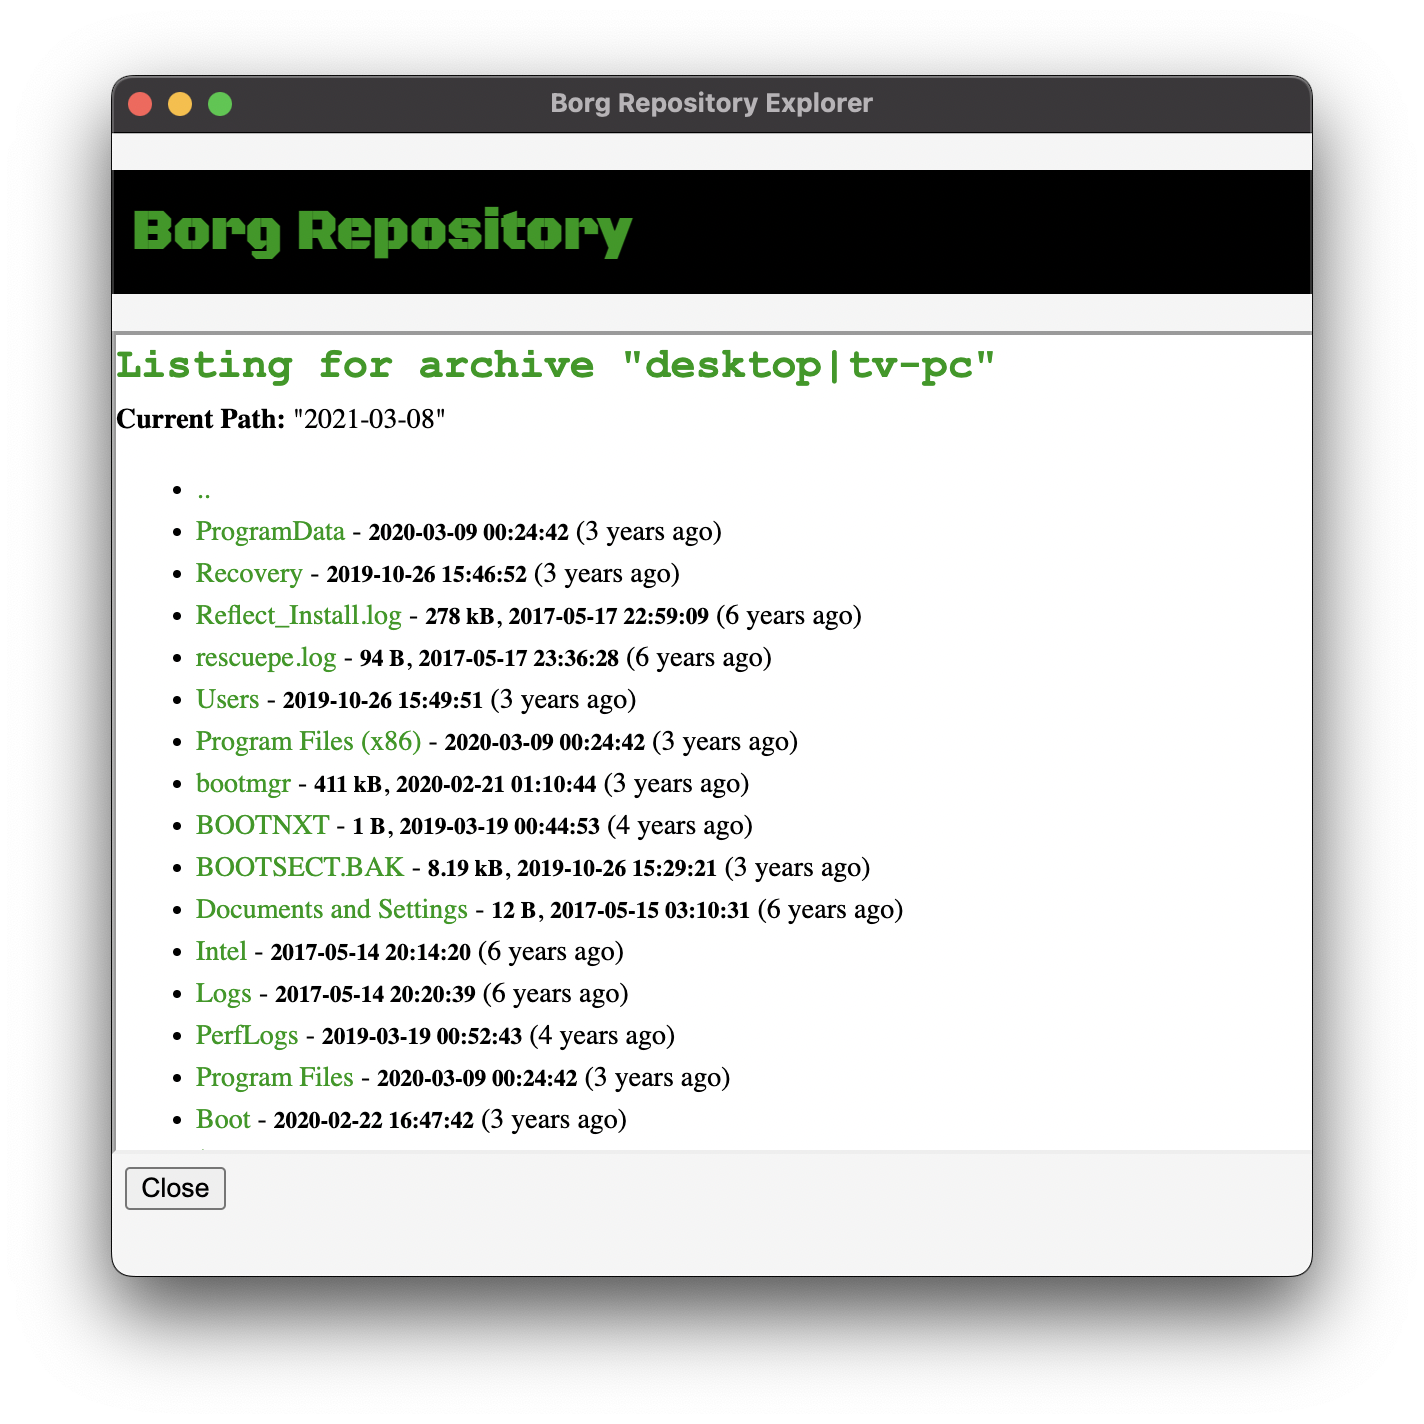 Borg Repository Explorer
Borg Repository
Listing for archive "desktop|tv-pc"
Current Path: "2021-03-08"
..
ProgramData - 2020-03-09 00:24:42 (3 years ago)
Recovery - 2019-10-26 15:46:52 (3 years ago)
Reflect_Install.log - 278 kB, 2017-05-17 22:59:09 (6 years ago)
rescuepe.log - 94 B, 2017-05-17 23:36:28 (6 years ago)
Users - 2019-10-26 15:49:51 (3 years ago)
Program Files (x86) - 2020-03-09 00:24:42 (3 years ago)
bootmgr - 411 kB, 2020-02-21 01:10:44 (3 years ago)
BOOTNXT - 1 B, 2019-03-19 00:44:53 (4 years ago)
BOOTSECT.BAK - 8.19 kB, 2019-10-26 15:29:21 (3 years ago)
Documents and Settings - 12 B, 2017-05-15 03:10:31 (6 years ago)
Intel - 2017-05-14 20:14:20 (6 years ago)
Logs - 2017-05-14 20:20:39 (6 years ago)
PerfLogs - 2019-03-19 00:52:43 (4 years ago)
Program Files - 2020-03-09 00:24:42 (3 years ago)
Boot - 2020-02-22 16:47:42 (3 years ago)
Close